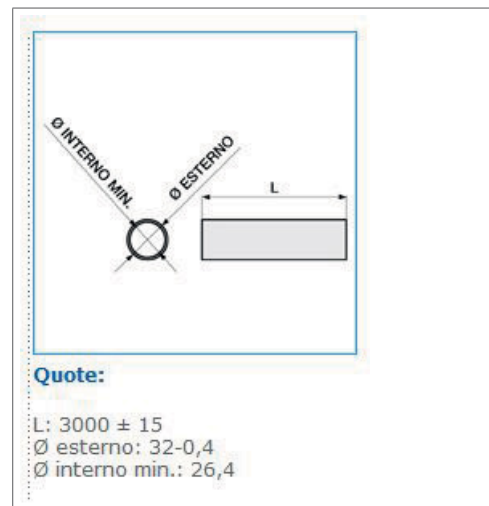 Ø INTERNO MIN.
Ø ESTERNO
L
Quote:
L: 3000 ± 15
Ø esterno: 32-0,4
Ø interno min.: 26,4